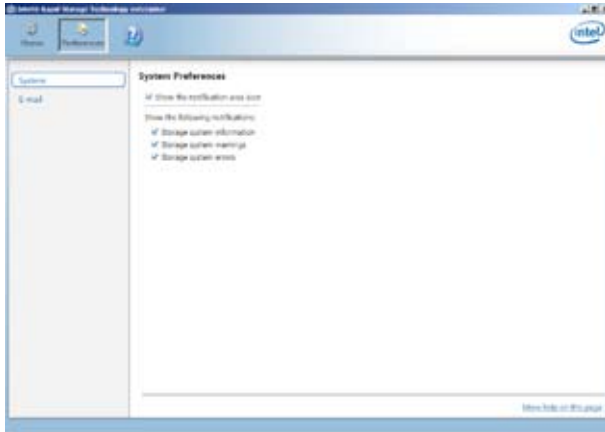 Intel® Rapid Storage Technology enterprise
Home
Preferences
intel
System
E-mail
System Preferences
Show the notification area icon
Show the following notifications:
Storage system information
Storage system warnings
Storage system errors
More help on this page